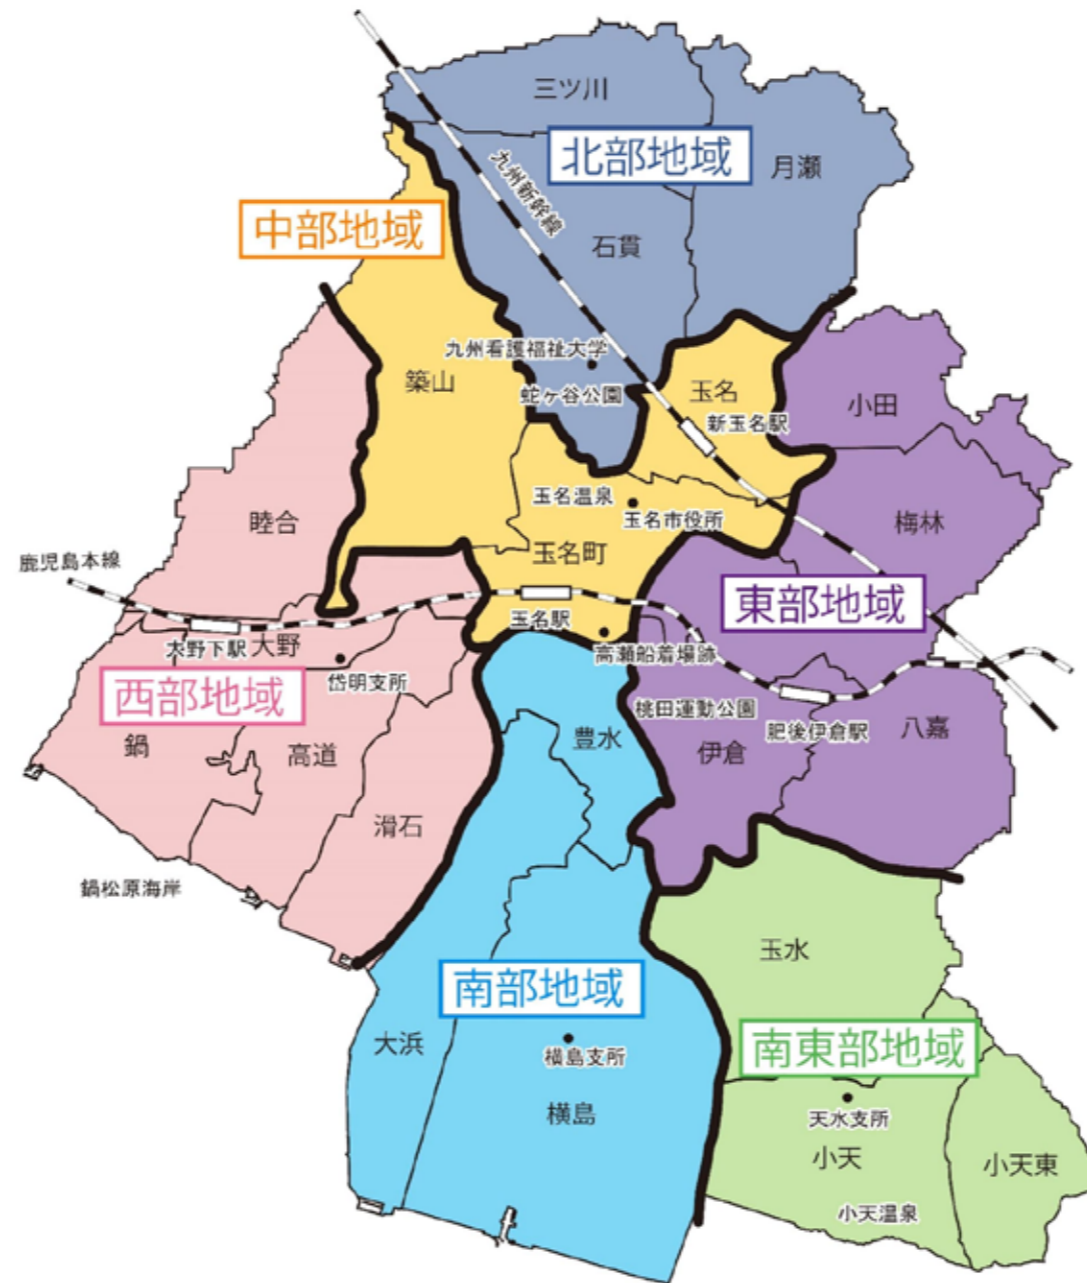 三ツ川
北部地域
月瀬
九州新幹線
中部地域
石貫
九州看護福祉大学
築山
蛇ヶ谷公園
玉名
新玉名駅
小田
玉名温泉
玉名市役所
梅林
睦合
玉名町
鹿児島本線
東部地域
玉名駅
大野下駅
大野
高瀬船着場跡
岱明支所
西部地域
桃田運動公園
肥後伊倉駅
八嘉
鍋
高道
豊水
伊倉
滑石
鍋松原海岸
玉水
南部地域
大浜
横島支所
南東部地域
横島
天水支所
小天
小天東
小天温泉